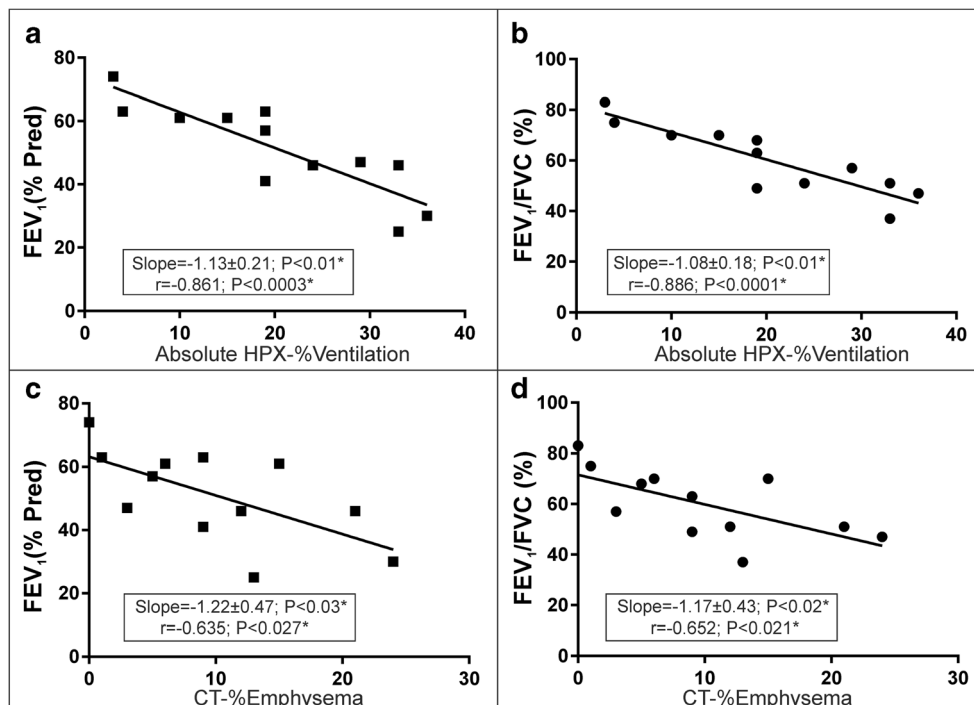 a
FEV₁(% Pred)
80
60
40
20
0
Slope=-1.13±0.21; P<0.01*
r=-0.861; P<0.0003*
0 10 20 30 40
Absolute HPX-%Ventilation
b
FEV₁/FVC (%)
100
80
60
40
20
0
Slope=-1.08±0.18; P<0.01*
r=-0.886; P<0.0001*
0 10 20 30 40
Absolute HPX-%Ventilation
c
FEV₁(% Pred)
80
60
40
20
0
Slope=-1.22±0.47; P<0.03*
r=-0.635; P<0.027*
0 10 20 30
CT-%Emphysema
d
FEV₁/FVC (%)
100
80
60
40
20
0
Slope=-1.17±0.43; P<0.02*
r=-0.652; P<0.021*
0 10 20 30
CT-%Emphysema